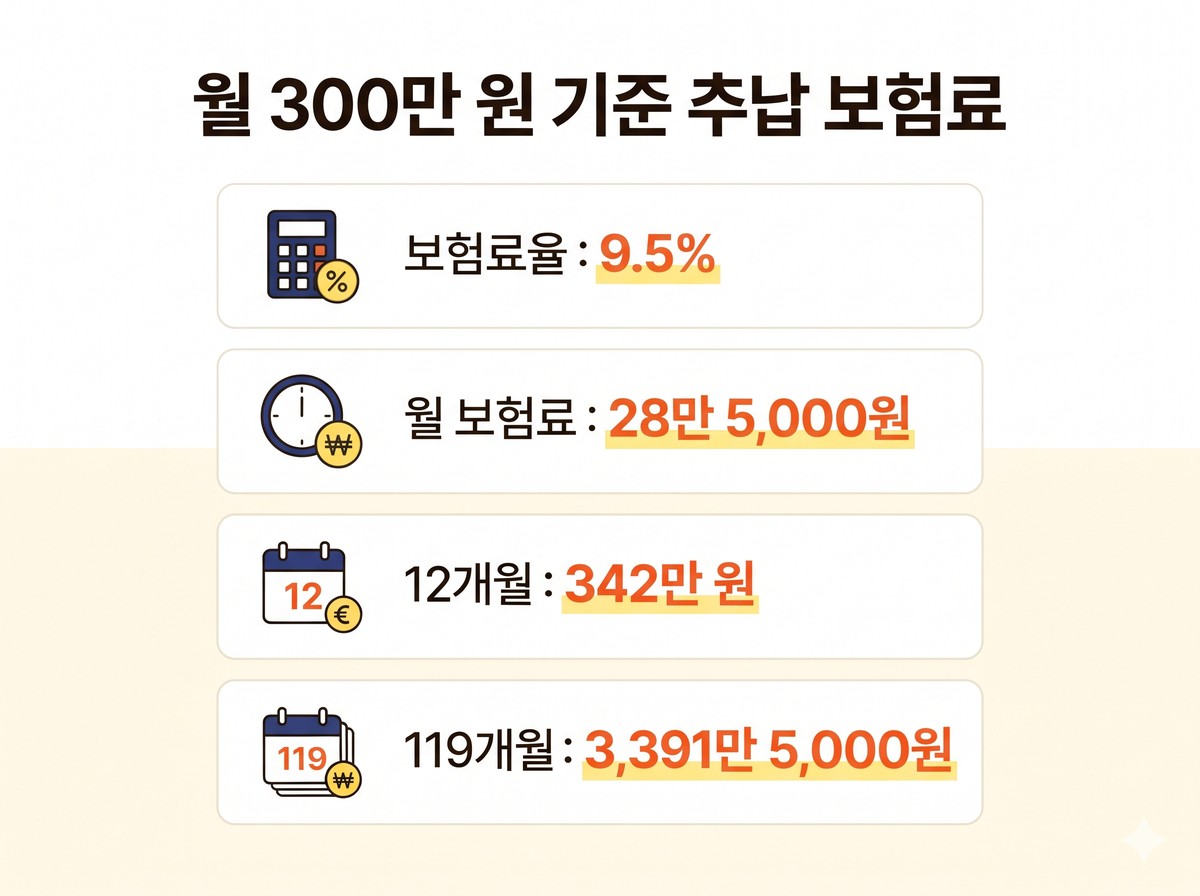 월 300만 원 기준 추납 보험료
%
보험료율 : 9.5%
₩
월 보험료 : 28만 5,000원
12
€
12개월 : 342만 원
119
₩
119개월 : 3,391만 5,000원